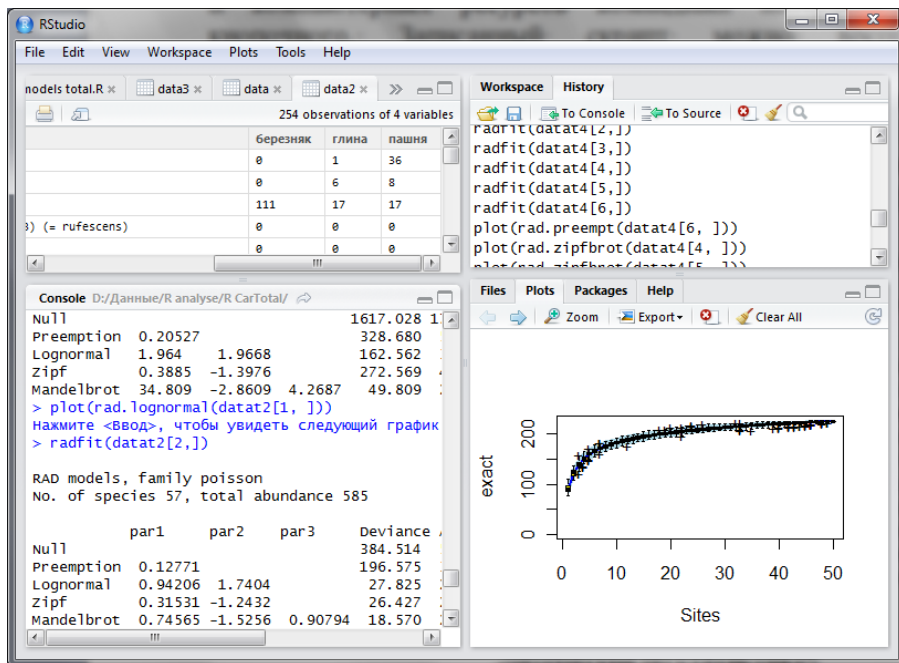 RStudio
File Edit View Workspace Plots Tools Help
models total.R × data3 × data × data2 ×
254 observations of 4 variables
березняк глина пашня
0 1 36
0 6 8
111 17 17
3) (= rufescens) 0 0 0
0 0 0
Workspace History
To Console To Source
radfit(datat4[2,])
radfit(datat4[3,])
radfit(datat4[4,])
radfit(datat4[5,])
radfit(datat4[6,])
plot(rad.preempt(datat4[6, ]))
plot(rad.zipfbrot(datat4[4, ]))
plot(rad.zipfbrot(datat4[5, ]))
Console D:/Данные/R analyse/R CarTotal/
Null 1617.028
Preemption 0.20527 328.680
Lognormal 1.964 1.9668 162.562
Zipf 0.3885 -1.3976 272.569
Mandelbrot 34.809 -2.8609 4.2687 49.809
> plot(rad.lognormal(datat2[1, ]))
Нажмите <Ввод>, чтобы увидеть следующий график
> radfit(datat2[2,])
RAD models, family poisson
No. of species 57, total abundance 585
par1 par2 par3 Deviance
Null 384.514
Preemption 0.12771 196.575
Lognormal 0.94206 1.7404 27.825
Zipf 0.31531 -1.2432 26.427
Mandelbrot 0.74565 -1.5256 0.90794 18.570
Files Plots Packages Help
Zoom Export Clear All
exact
0 100 200
0 10 20 30 40 50
Sites